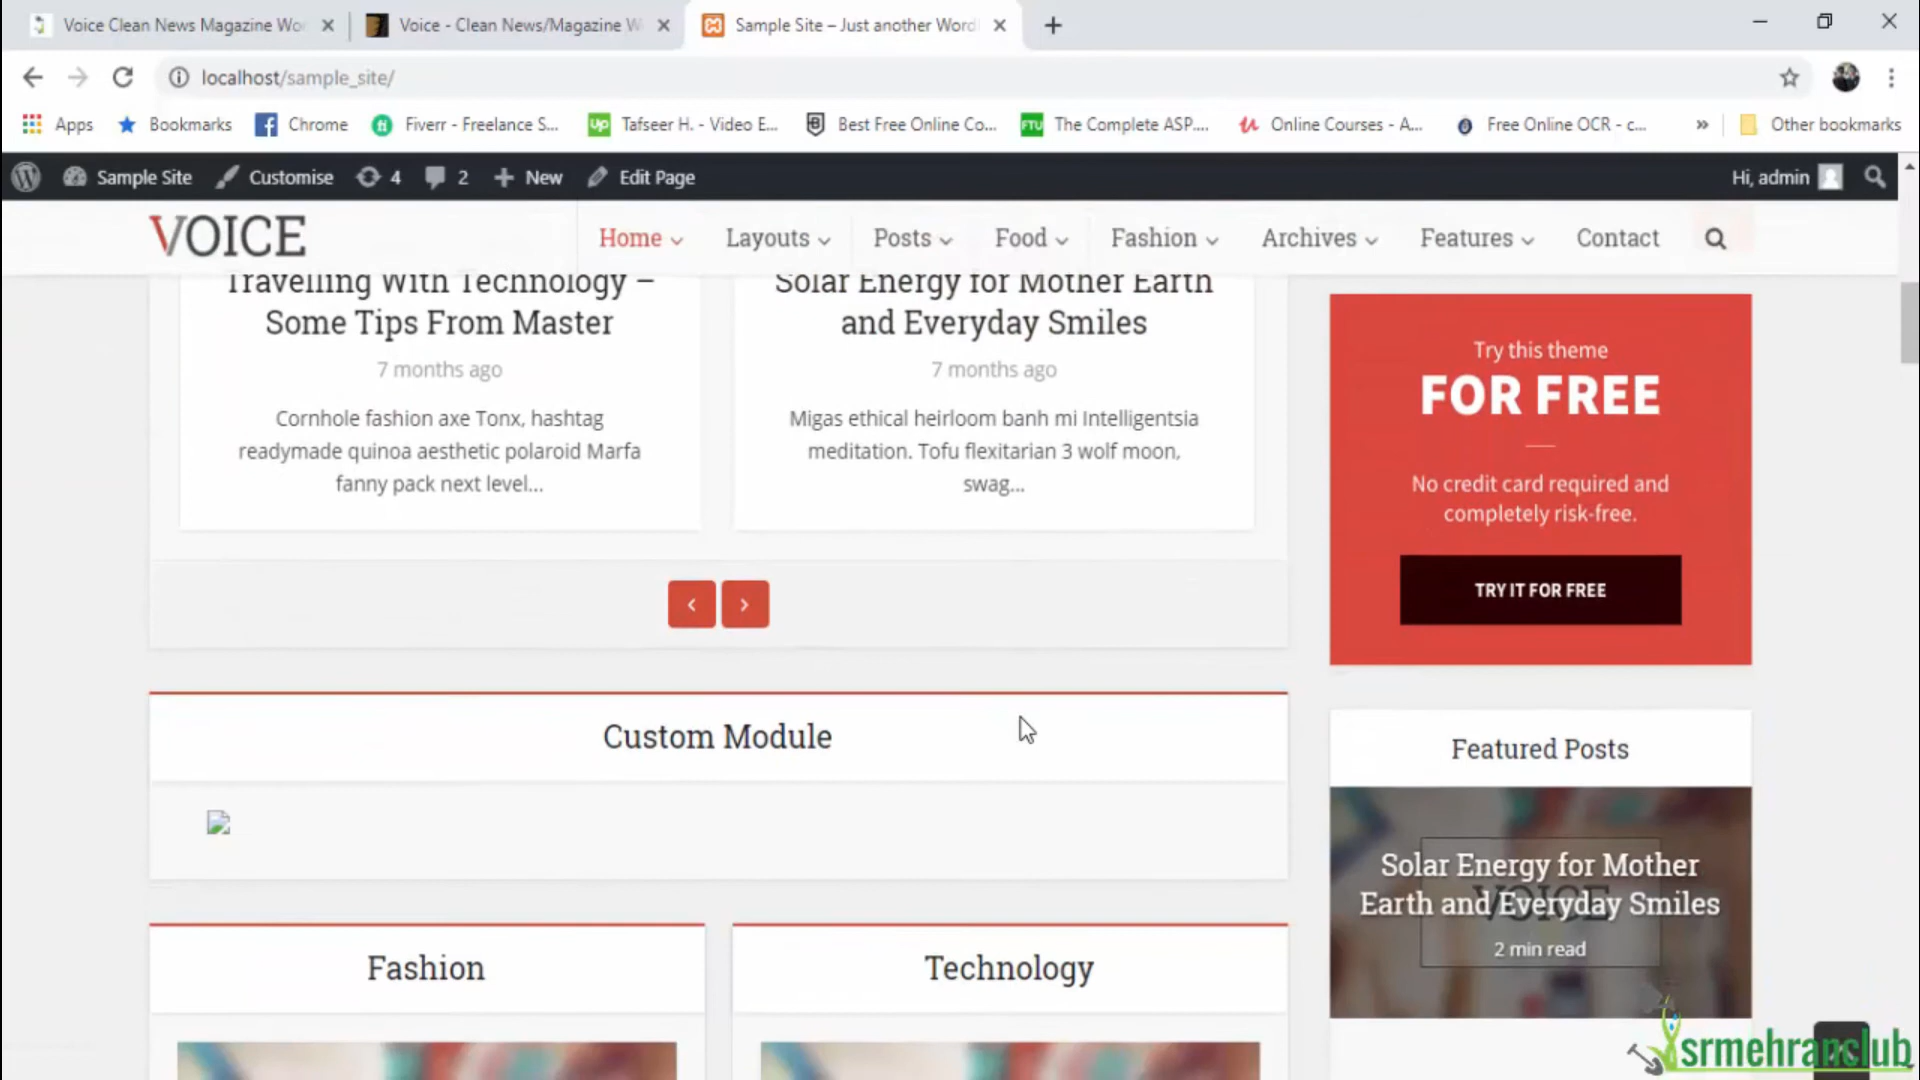 Voice Clean News Magazine Wo
Voice - Clean News/Magazine W
Sample Site – Just another Word
localhost/sample_site/
Apps
Bookmarks
Chrome
Fiverr - Freelance S...
Tafseer H. - Video E...
Best Free Online Co...
The Complete ASP....
Online Courses - A...
Free Online OCR - c...
Other bookmarks
Sample Site
Customise
4
2
New
Edit Page
Hi, admin
VOICE
Home
Layouts
Posts
Food
Fashion
Archives
Features
Contact
Travelling With Technology –
Some Tips From Master
7 months ago
Cornhole fashion axe Tonx, hashtag
readymade quinoa aesthetic polaroid Marfa
fanny pack next level...
Solar Energy for Mother Earth
and Everyday Smiles
7 months ago
Migas ethical heirloom banh mi Intelligentsia
meditation. Tofu flexitarian 3 wolf moon,
swag...
Try this theme
FOR FREE
No credit card required and
completely risk-free.
TRY IT FOR FREE
Custom Module
Featured Posts
Solar Energy for Mother
Earth and Everyday Smiles
VOICE
2 min read
Fashion
Technology
srmehranclub